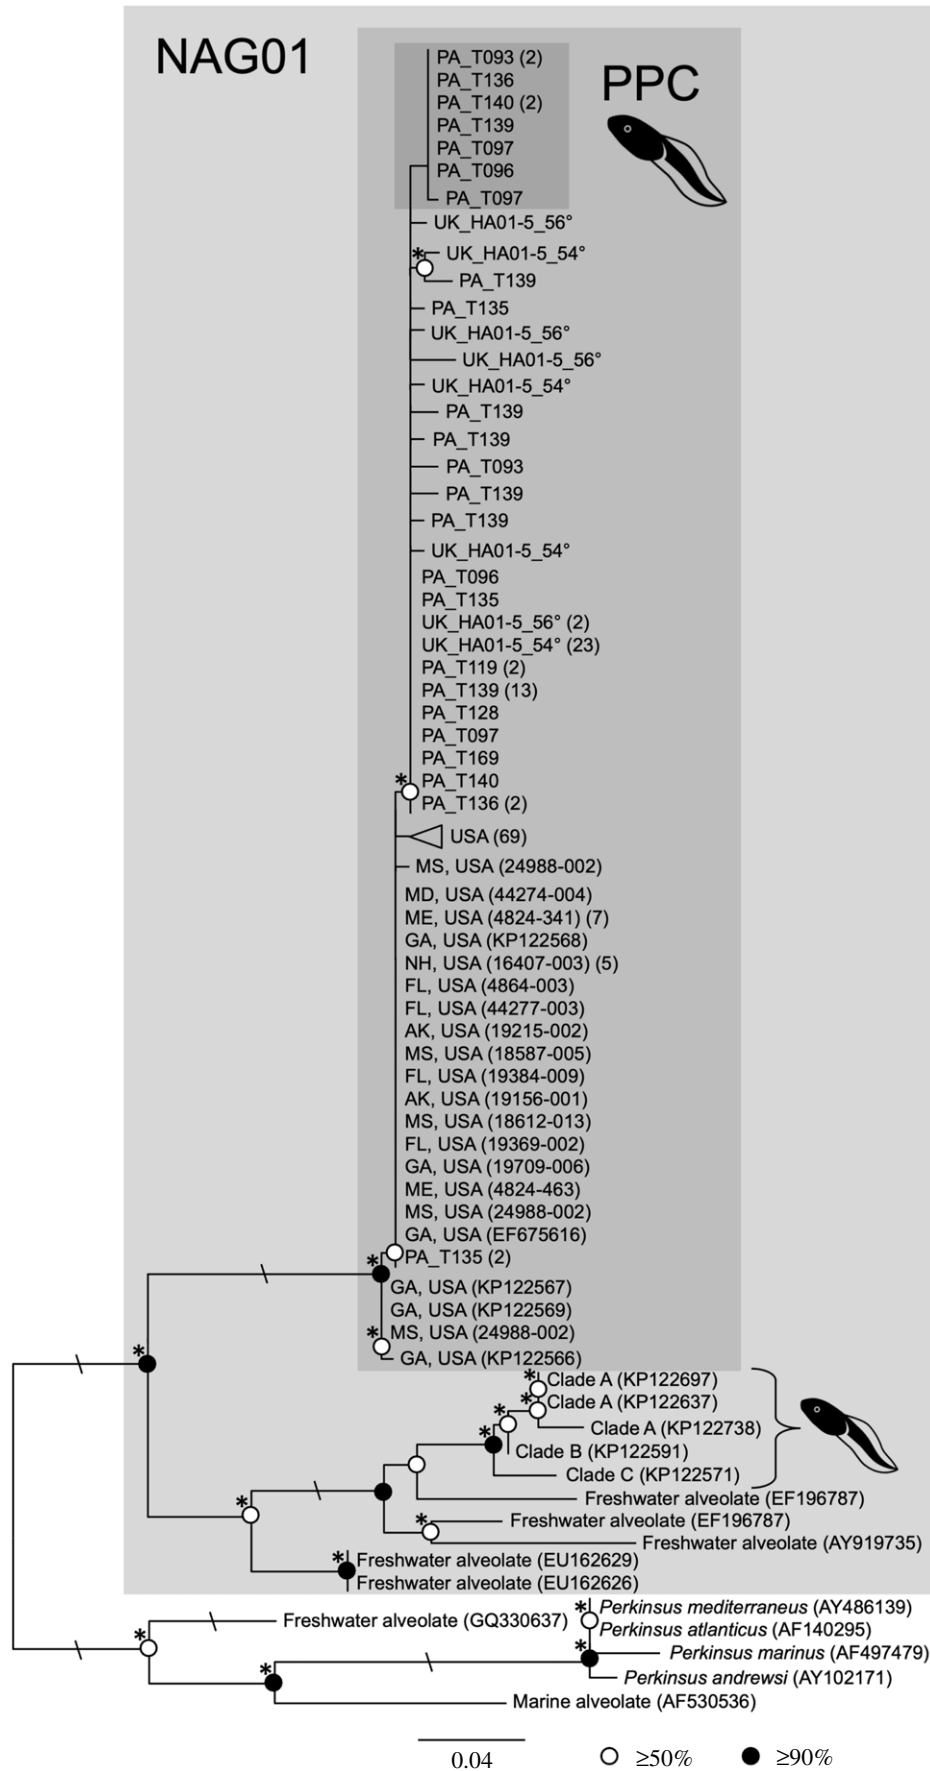 NAG01
PPC
PA_T093 (2)
PA_T136
PA_T140 (2)
PA_T139
PA_T097
PA_T096
PA_T097
UK_HA01-5_56°
* UK_HA01-5_54°
PA_T139
PA_T135
UK_HA01-5_56°
UK_HA01-5_56°
UK_HA01-5_54°
PA_T139
PA_T139
PA_T093
PA_T139
PA_T139
UK_HA01-5_54°
PA_T096
PA_T135
UK_HA01-5_56° (2)
UK_HA01-5_54° (23)
PA_T119 (2)
PA_T139 (13)
PA_T128
PA_T097
PA_T169
* PA_T140
PA_T136 (2)
USA (69)
MS, USA (24988-002)
MD, USA (44274-004)
ME, USA (4824-341) (7)
GA, USA (KP122568)
NH, USA (16407-003) (5)
FL, USA (4864-003)
FL, USA (44277-003)
AK, USA (19215-002)
MS, USA (18587-005)
FL, USA (19384-009)
AK, USA (19156-001)
MS, USA (18612-013)
FL, USA (19369-002)
GA, USA (19709-006)
ME, USA (4824-463)
MS, USA (24988-002)
GA, USA (EF675616)
* PA_T135 (2)
GA, USA (KP122567)
GA, USA (KP122569)
* MS, USA (24988-002)
GA, USA (KP122566)
*
* Clade A (KP122697)
* Clade A (KP122637)
* Clade A (KP122738)
Clade B (KP122591)
Clade C (KP122571)
Freshwater alveolate (EF196787)
* * Freshwater alveolate (EF196787)
Freshwater alveolate (AY919735)
* Freshwater alveolate (EU162629)
Freshwater alveolate (EU162626)
* Perkinsus mediterraneus (AY486139)
Freshwater alveolate (GQ330637)
Perkinsus atlanticus (AF140295)
* * Perkinsus marinus (AF497479)
* Perkinsus andrewsi (AY102171)
Marine alveolate (AF530536)
0.04
≥50%
≥90%